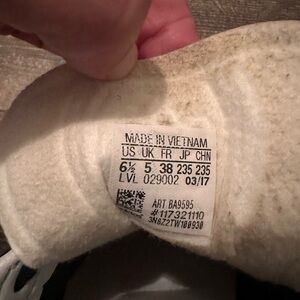 MADE IN VIETNAM
US UK FR JP CHN
6½ 5 38 235 235
LVL 029002 03/17
ART BA9595
#117321110
3N8Z2TW100930